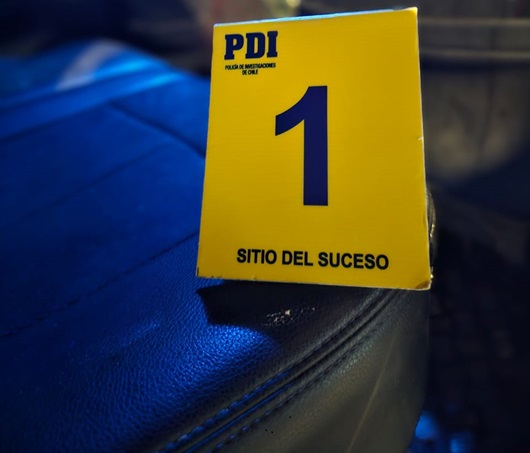 PDI
POLICÍA DE INVESTIGACIONES
DE CHILE
1
SITIO DEL SUCESO